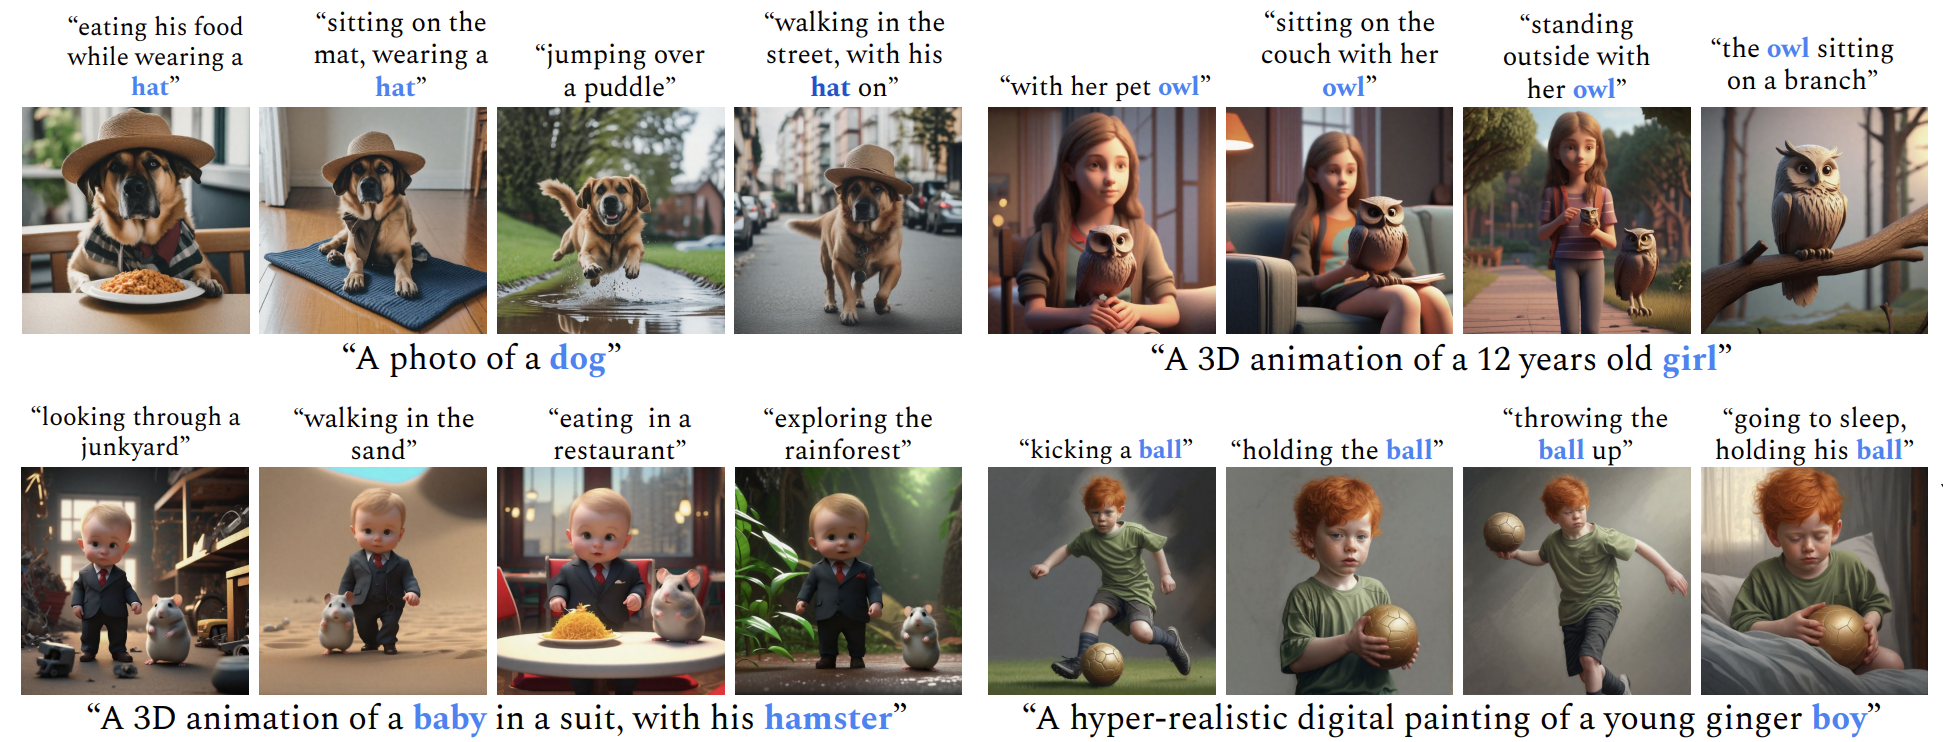 “eating his food
while wearing a
hat”
“sitting on the
mat, wearing a
hat”
“jumping over
a puddle”
“walking in the
street, with his
hat on”
“A photo of a dog”
“with her pet owl”
“sitting on the
couch with her
owl”
“standing
outside with
her owl”
“the owl sitting
on a branch”
“A 3D animation of a 12 years old girl”
“looking through a
junkyard”
“walking in the
sand”
“eating in a
restaurant”
“exploring the
rainforest”
“A 3D animation of a baby in a suit, with his hamster”
“kicking a ball”
“holding the ball”
“throwing the
ball up”
“going to sleep,
holding his ball”
“A hyper-realistic digital painting of a young ginger boy”